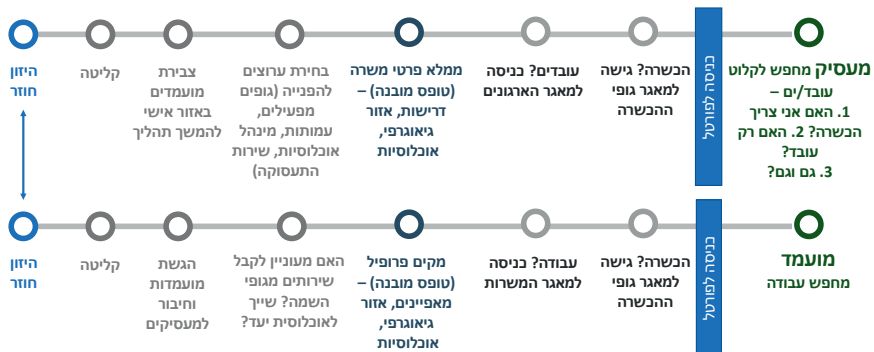 מעסיק מחפש לקלוט
עובד/ים –
1. האם אני צריך
הכשרה? 2. האם רק
עובד?
3. גם וגם?
כניסה לפורטל
הכשרה? גישה
למאגר גופי
ההכשרה
עובדים? כניסה
למאגר הארגונים
ממלא פרטי משרה
(טופס מובנה) –
דרישות, אזור
גיאוגרפי,
אוכלוסיות
בחירת ערוצים
להפנייה (גופים
מפעילים,
עמותות, מינהל
אוכלוסיות, שירות
התעסוקה)
צבירת
מועמדים
באזור אישי
להמשך תהליך
קליטה
היזון
חוזר
מועמד
מחפש עבודה
כניסה לפורטל
הכשרה? גישה
למאגר גופי
ההכשרה
עבודה? כניסה
למאגר המשרות
מקים פרופיל
(טופס מובנה) –
מאפיינים, אזור
גיאוגרפי,
אוכלוסיות
האם מעוניין לקבל
שירותים מגופי
השמה? שייך
לאוכלוסית יעד?
הגשת
מועמדות
וחיבור
למעסיקים
קליטה
היזון
חוזר